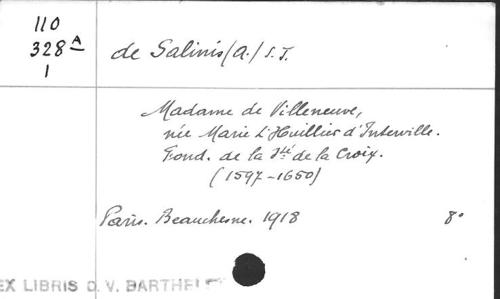 110
328 A
1
de Salinis (A.) S. J.
Madame de Villeneuve,
née Marie L'Huillier d'Interville.
Fond. de la Sté de la Croix.
(1597-1650)
Paris. Beauchesne. 1918 8°
EX LIBRIS D. V. BARTHEL